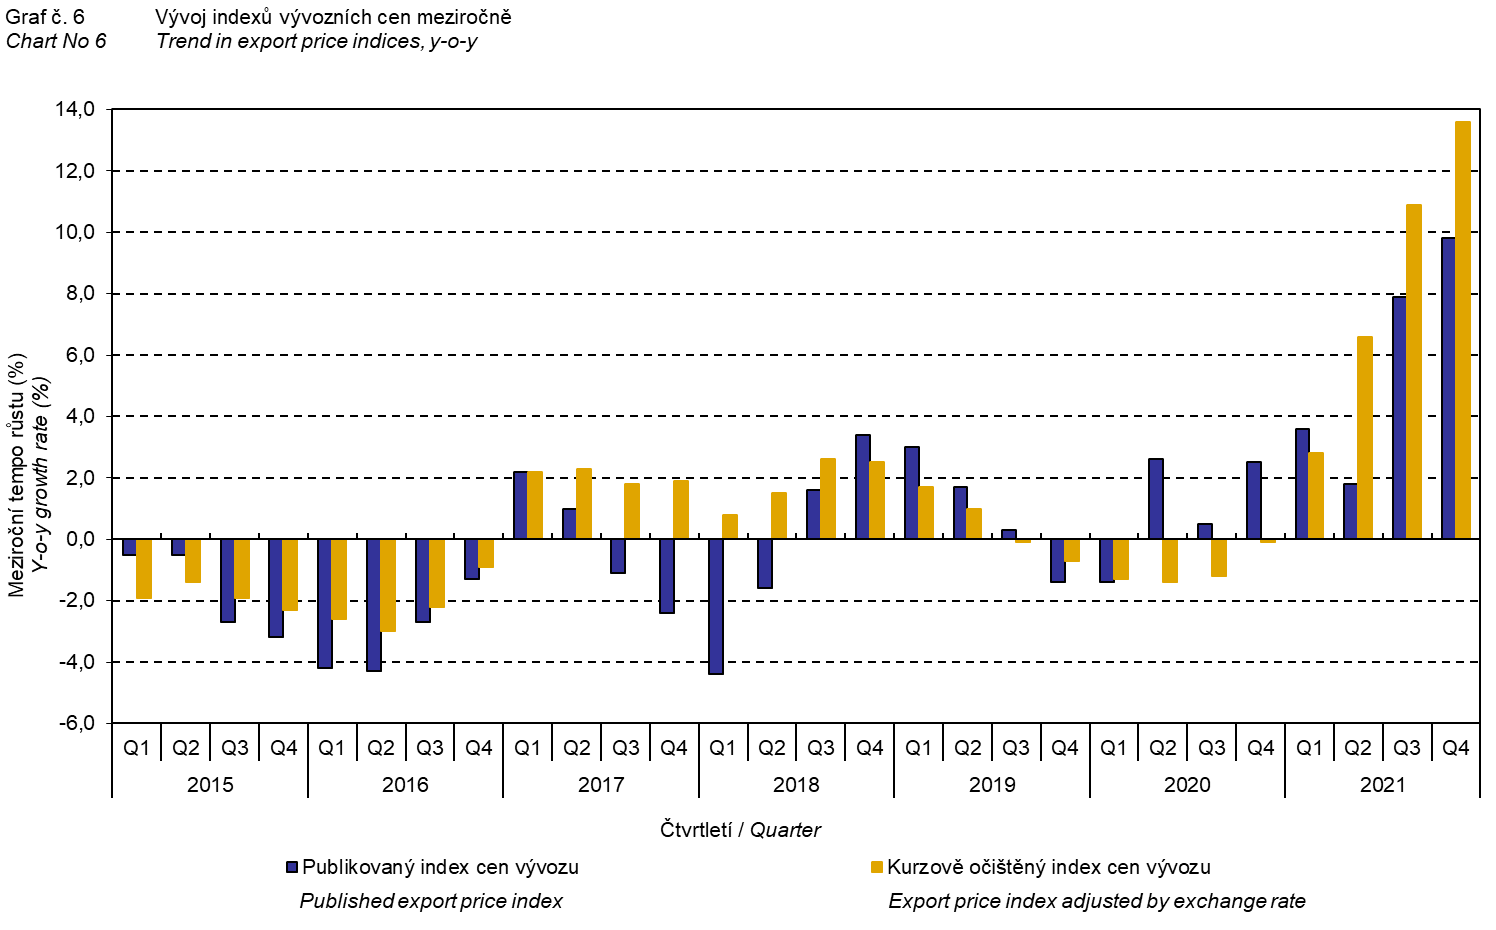 Graf č. 6 Vývoj indexů vývozních cen meziročně
Chart No 6 Trend in export price indices, y-o-y
Meziroční tempo růstu (%)
Y-o-y growth rate (%)
14,0
12,0
10,0
8,0
6,0
4,0
2,0
0,0
-2,0
-4,0
-6,0
Q1 Q2 Q3 Q4 Q1 Q2 Q3 Q4 Q1 Q2 Q3 Q4 Q1 Q2 Q3 Q4 Q1 Q2 Q3 Q4 Q1 Q2 Q3 Q4 Q1 Q2 Q3 Q4
2015 2016 2017 2018 2019 2020 2021
Čtvrtletí / Quarter
Publikovaný index cen vývozu Kurzově očištěný index cen vývozu
Published export price index Export price index adjusted by exchange rate